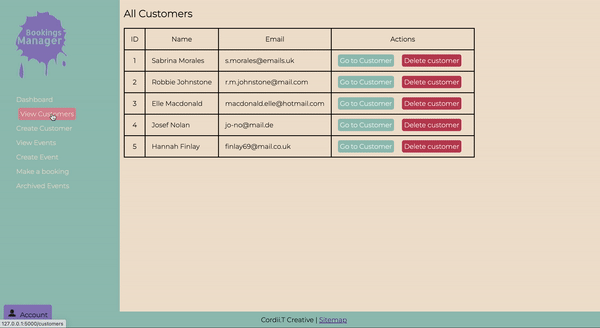 Bookings
Manager
Dashboard
View Customers
Create Customer
View Events
Create Event
Make a booking
Archived Events
Account
127.0.0.1:5000/customers
All Customers
ID Name Email Actions
1 Sabrina Morales s.morales@emails.uk Go to Customer Delete customer
2 Robbie Johnstone r.m.johnstone@mail.com Go to Customer Delete customer
3 Elle Macdonald macdonald.elle@hotmail.com Go to Customer Delete customer
4 Josef Nolan jo-no@mail.de Go to Customer Delete customer
5 Hannah Finlay finlay69@mail.co.uk Go to Customer Delete customer
Cordii.T Creative | Sitemap